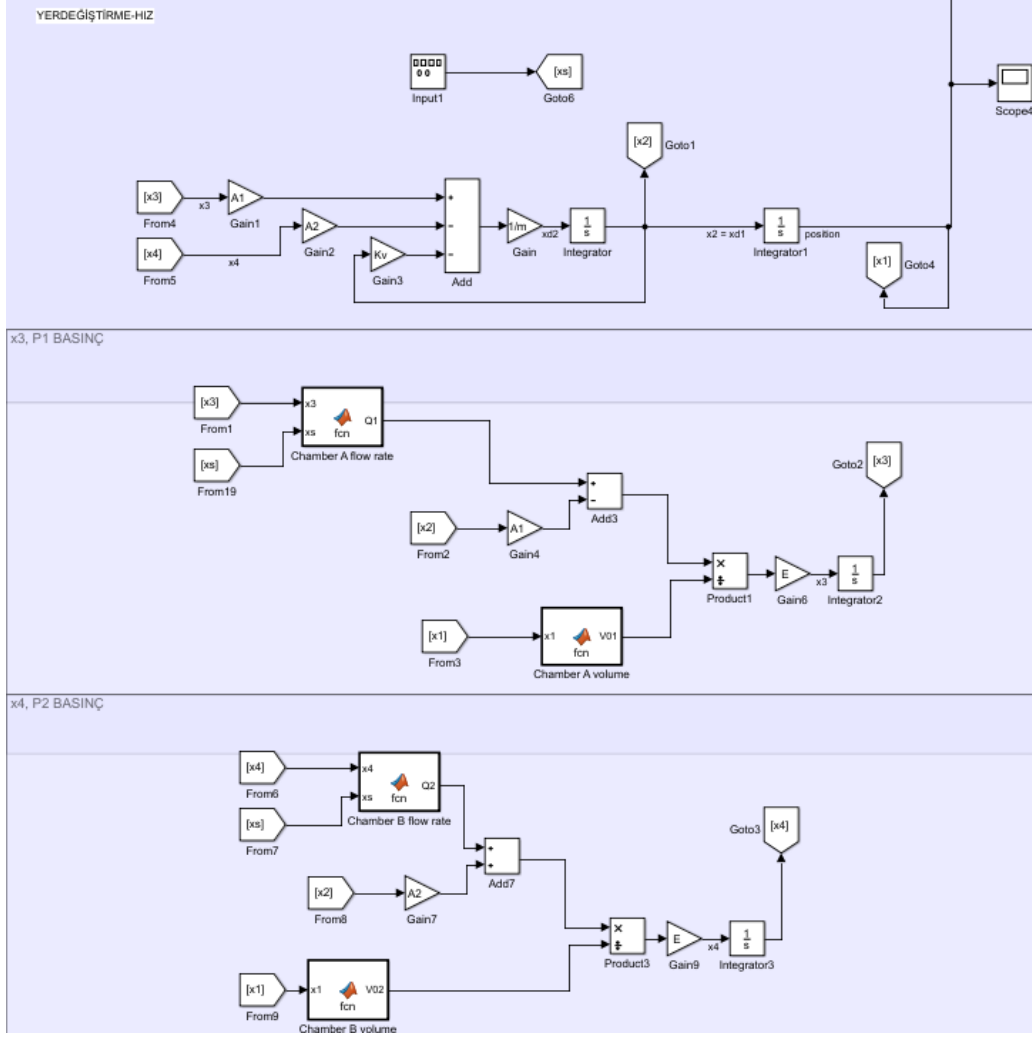 YERDEĞİŞTİRME-HIZ
Input1
[xs]
Goto6
Scope4
[x2]
Goto1
[x3]
From4
x3
A1
Gain1
[x4]
From5
x4
A2
Gain2
Kv
Gain3
+
-
-
Add
1/m
Gain
xd2
1
s
Integrator
x2 = xd1
1
s
Integrator1
position
[x1]
Goto4
x3, P1 BASINÇ
[x3]
From1
[xs]
From19
x3
xs
fcn
Q1
Chamber A flow rate
[x2]
From2
A1
Gain4
+
-
Add3
[x1]
From3
x1
fcn
V01
Chamber A volume
×
÷
Product1
E
Gain6
x3
1
s
Integrator2
Goto2
[x3]
x4, P2 BASINÇ
[x4]
From6
[xs]
From7
x4
xs
fcn
Q2
Chamber B flow rate
[x2]
From8
A2
Gain7
+
+
Add7
[x1]
From9
x1
fcn
V02
Chamber B volume
×
÷
Product3
E
Gain9
x4
1
s
Integrator3
Goto3
[x4]